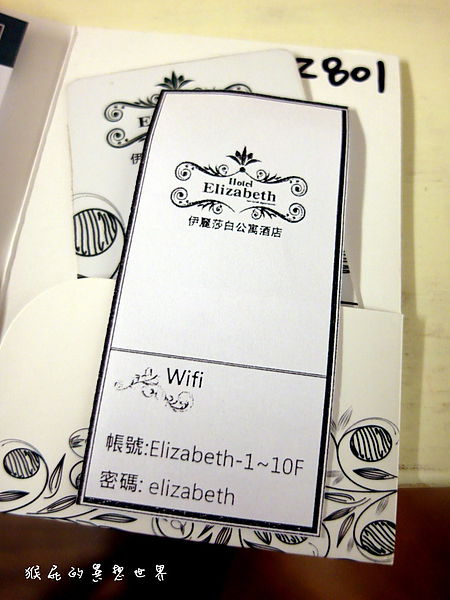 2801
Hotel
Elizabeth
伊麗莎白公寓酒店
Wifi
帳號:Elizabeth-1~10F
密碼: elizabeth
猴屁的異想世界